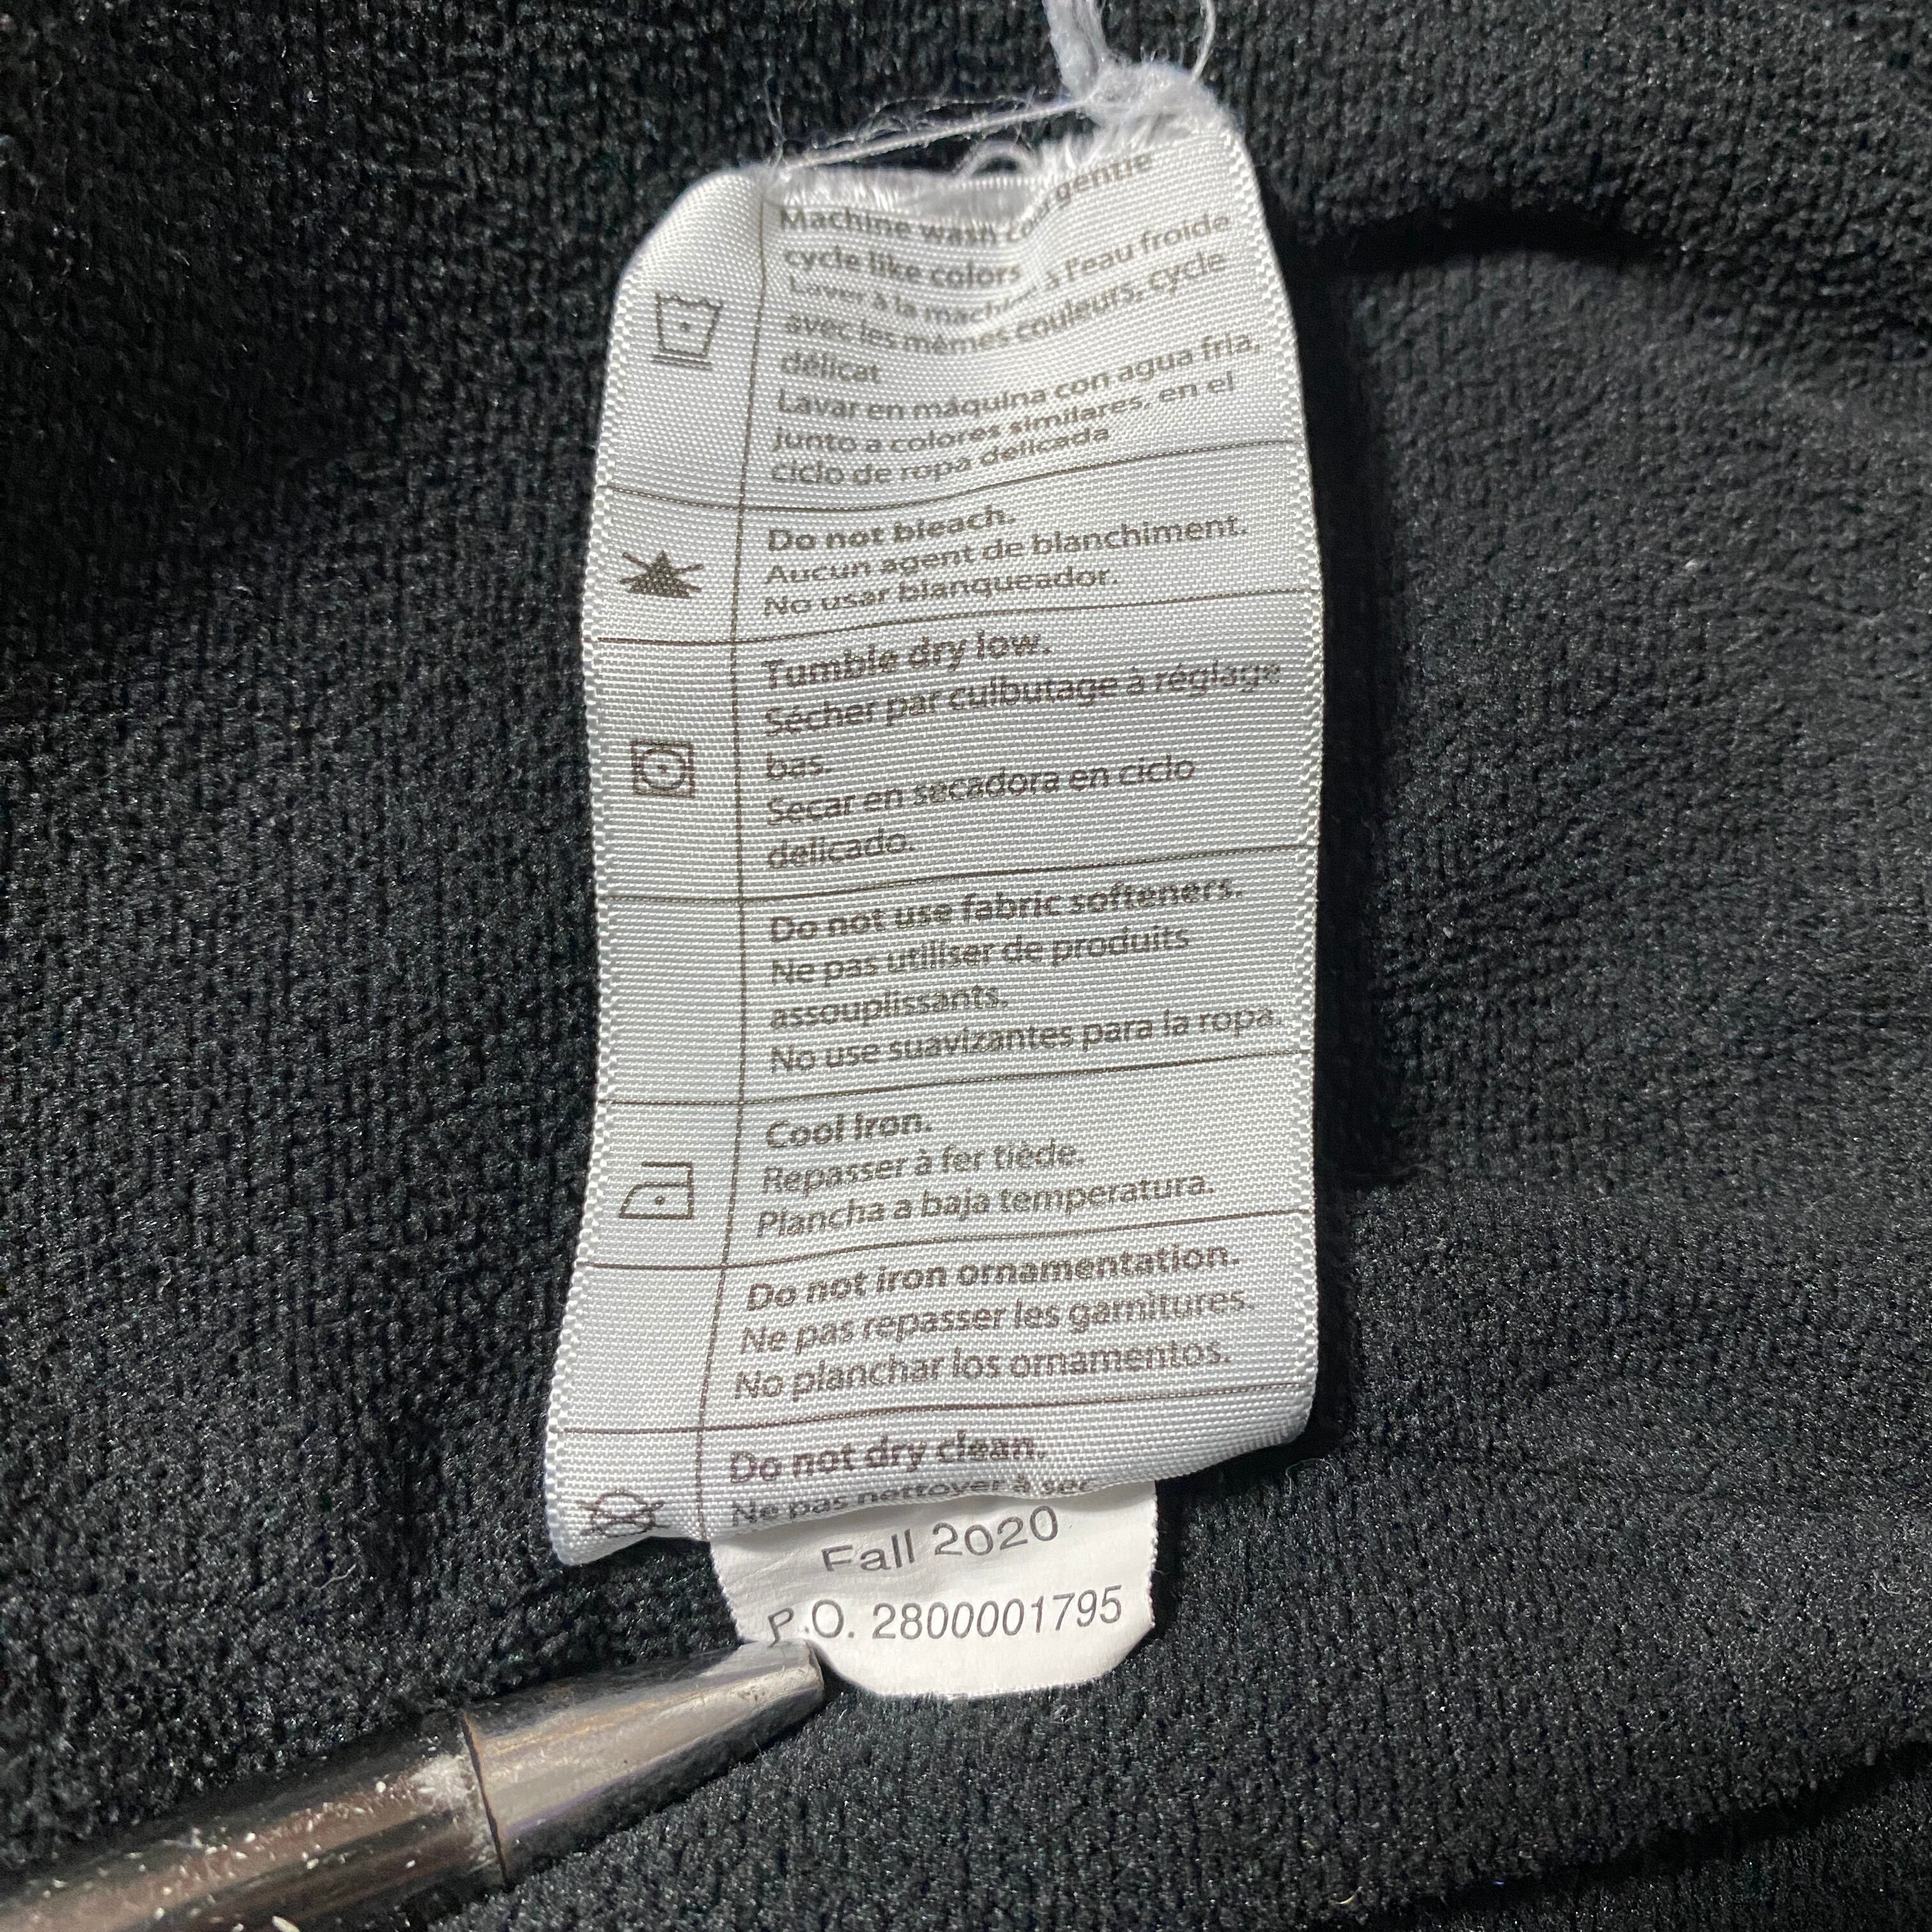 Machine wash cold gentle
cycle like colors
Laver à la machine à l'eau froide
avec les mêmes couleurs, cycle
délicat
Lavar en máquina con agua fria,
junto a colores similares, en el
ciclo de ropa delicada
Do not bleach.
Aucun agent de blanchiment.
No usar blanqueador.
Tumble dry low.
Sécher par culbutage à réglage
bas.
Secar en secadora en ciclo
delicado.
Do not use fabric softeners.
Ne pas utiliser de produits
assouplissants.
No use suavizantes para la ropa.
Cool Iron.
Repasser à fer tiède.
Plancha a baja temperatura.
Do not iron ornamentation.
Ne pas repasser les garnitures.
No planchar los ornamentos.
Do not dry clean.
Ne pas nettoyer à sec
Fall 2020
P.O. 2800001795